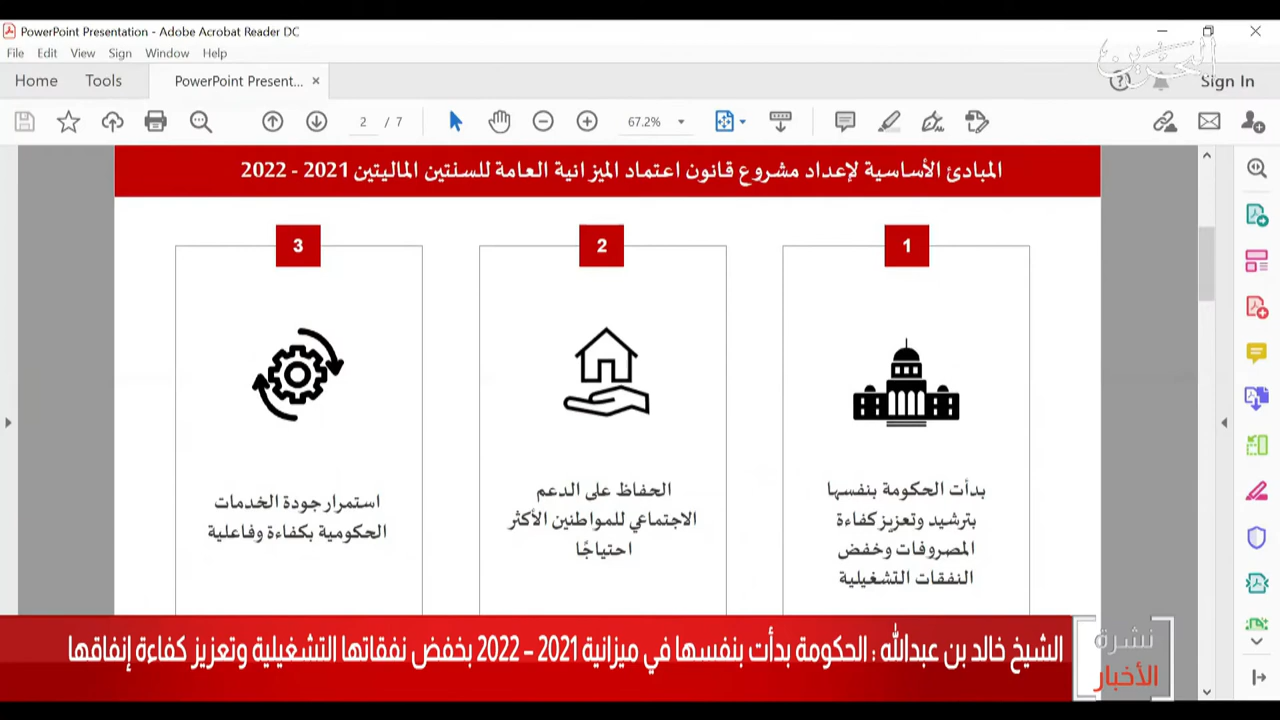 PowerPoint Presentation - Adobe Acrobat Reader DC
File Edit View Sign Window Help
البحرين
Home Tools PowerPoint Present... × Sign In
2 / 7 67.2%
المبادئ الأساسية لإعداد مشروع قانون اعتماد الميزانية العامة للسنتين الماليتين 2021 - 2022
1
بدأت الحكومة بنفسها
بترشيد وتعزيز كفاءة
المصروفات وخفض
النفقات التشغيلية
2
الحفاظ على الدعم
الاجتماعي للمواطنين الأكثر
احتياجًا
3
استمرار جودة الخدمات
الحكومية بكفاءة وفاعلية
نشرة
الأخبار
الشيخ خالد بن عبدالله : الحكومة بدأت بنفسها في ميزانية 2021 - 2022 بخفض نفقاتها التشغيلية وتعزيز كفاءة إنفاقها